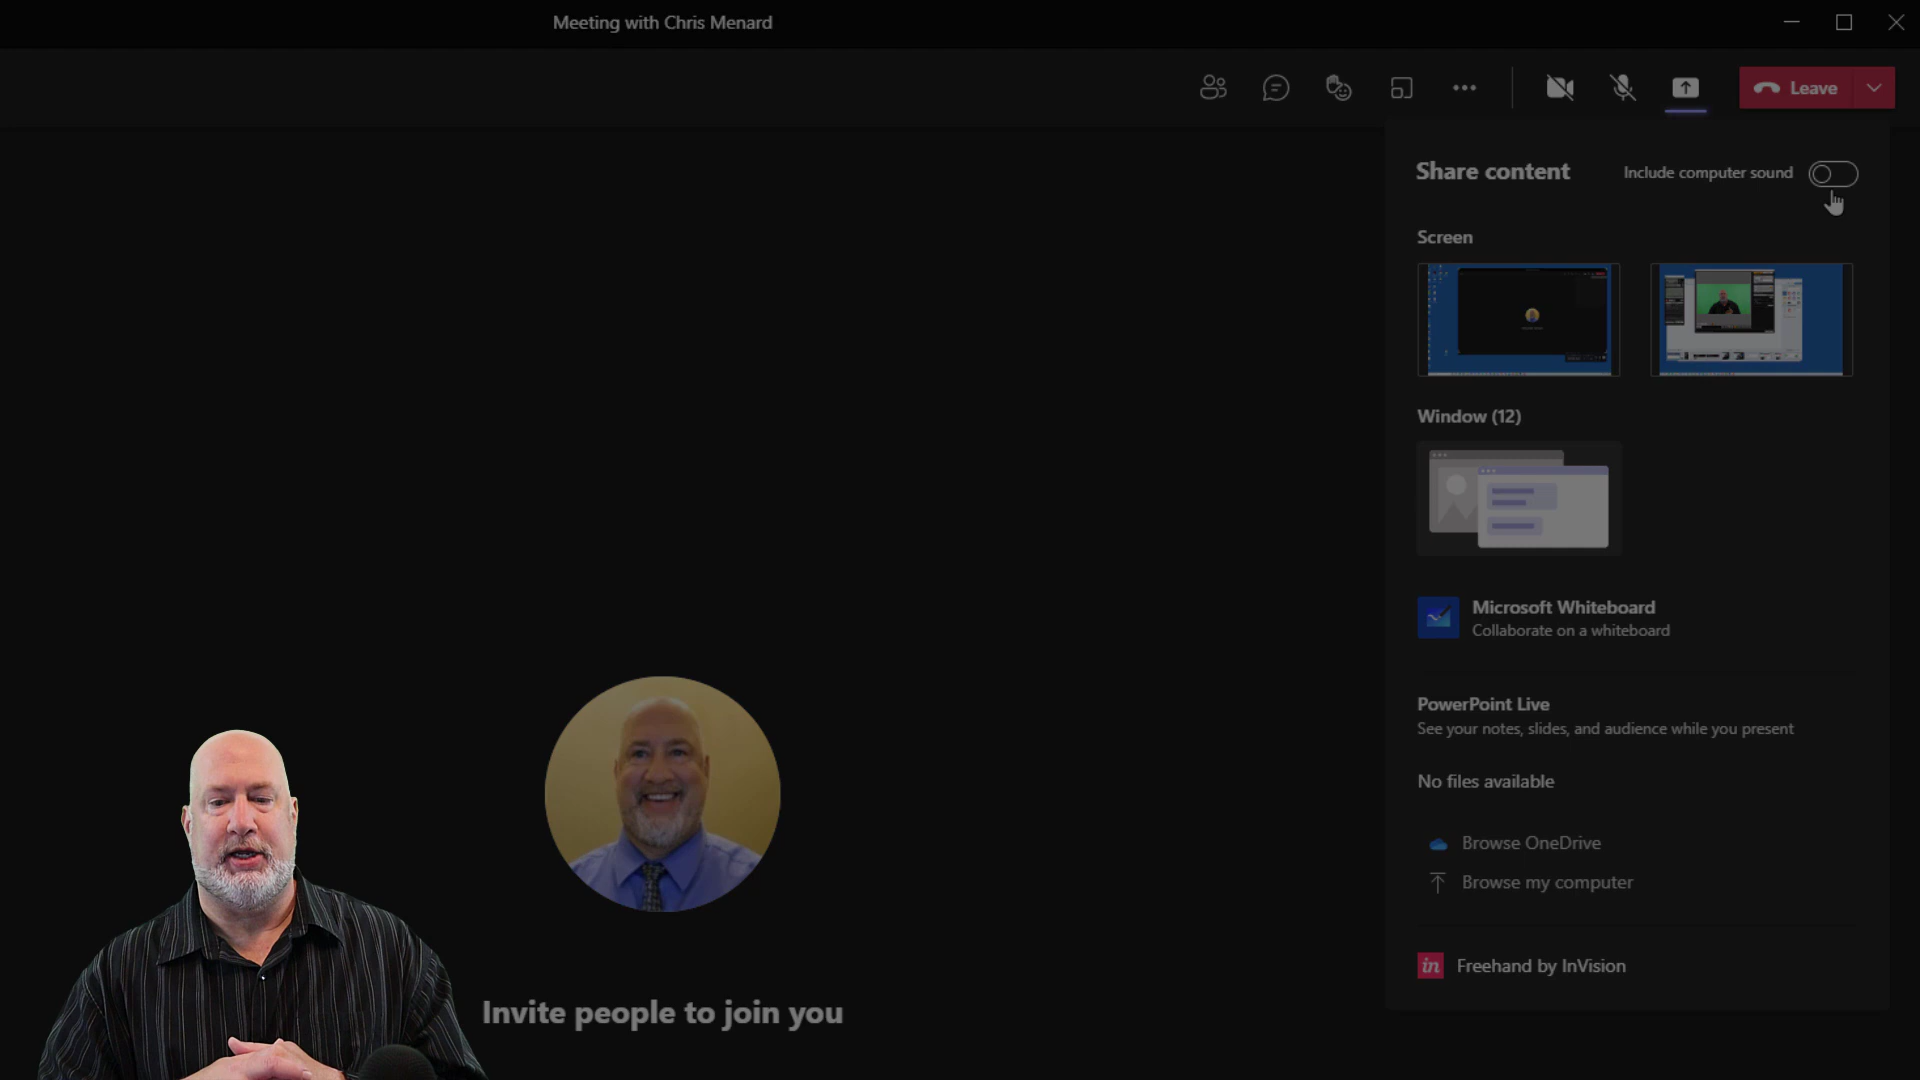 Meeting with Chris Menard
Leave
Share content
Include computer sound
Screen
Window (12)
Microsoft Whiteboard
Collaborate on a whiteboard
PowerPoint Live
See your notes, slides, and audience while you present
No files available
Browse OneDrive
Browse my computer
in
Freehand by InVision
Invite people to join you